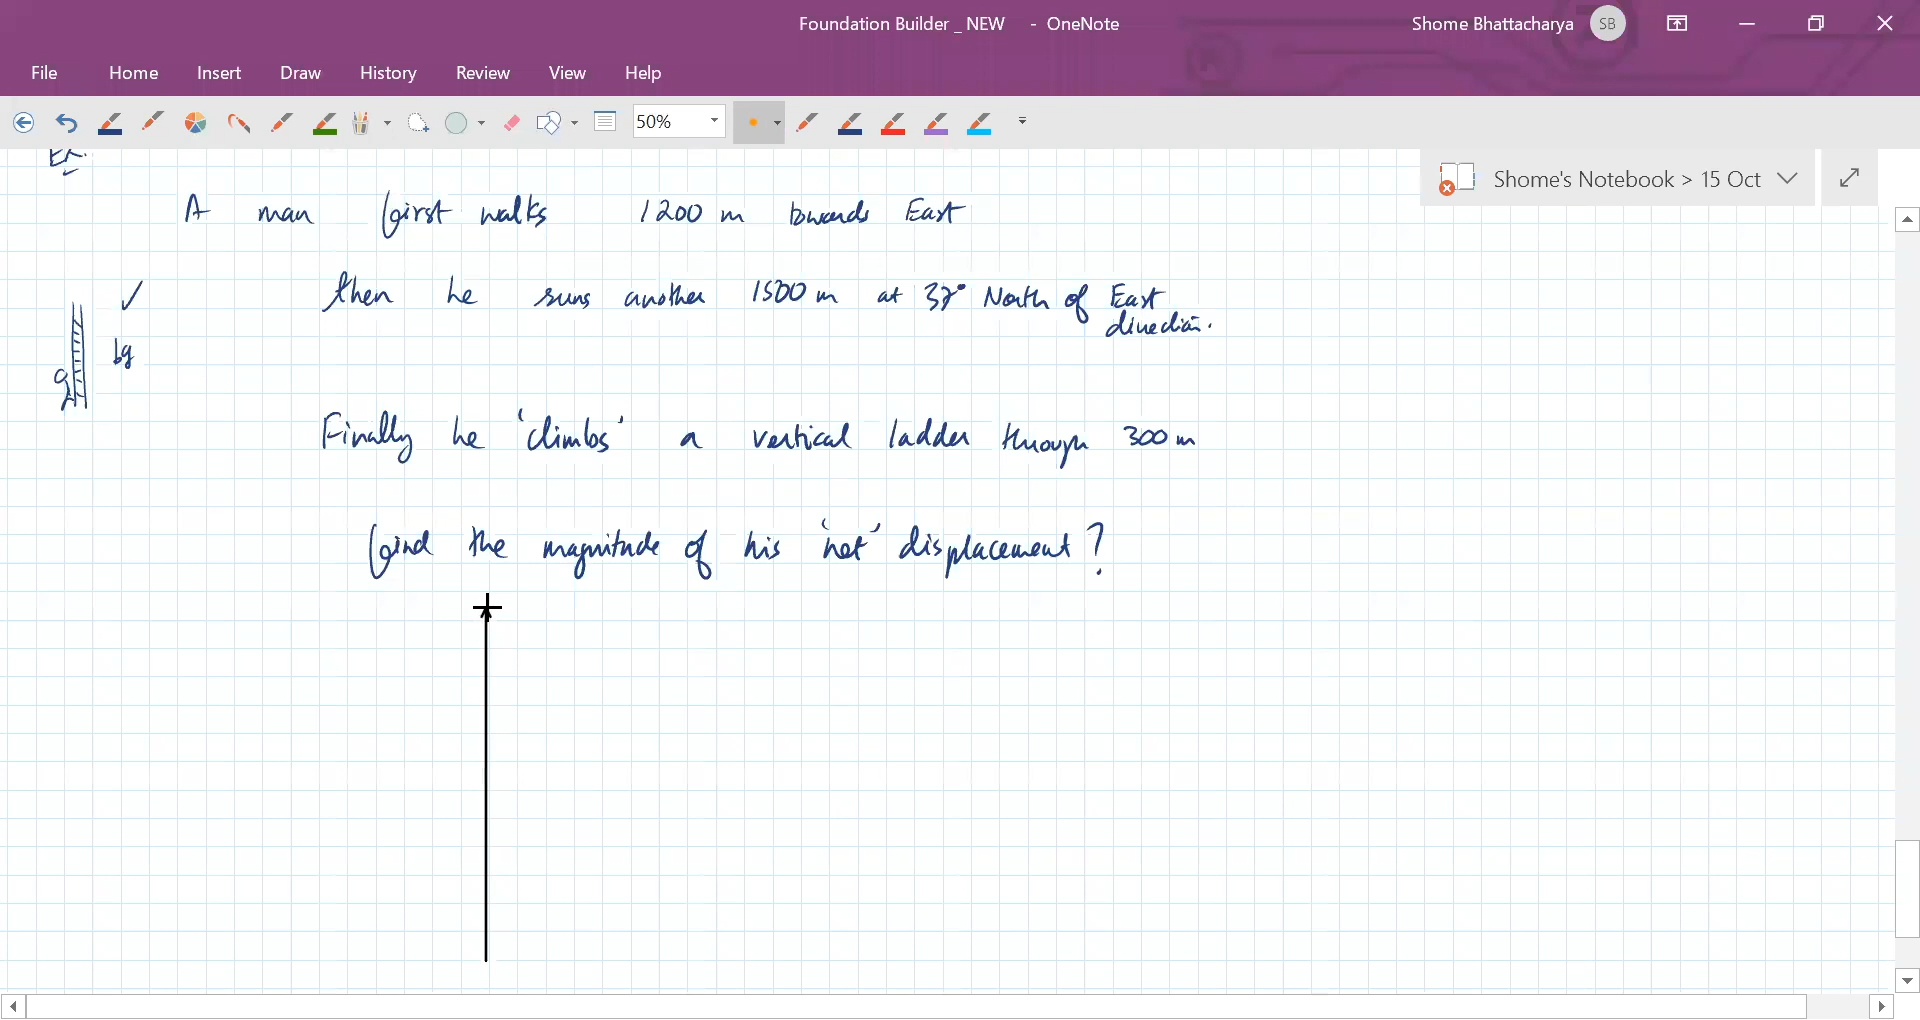 Foundation Builder _ NEW - OneNote
Shome Bhattacharya SB
File Home Insert Draw History Review View Help
50%
Ex.
Shome's Notebook > 15 Oct
A man first walks 1200 m towards East
then he runs another 1500 m at 37° North of East
direction.
Finally he 'climbs' a vertical ladder through 300 m
find the magnitude of his 'net' displacement?